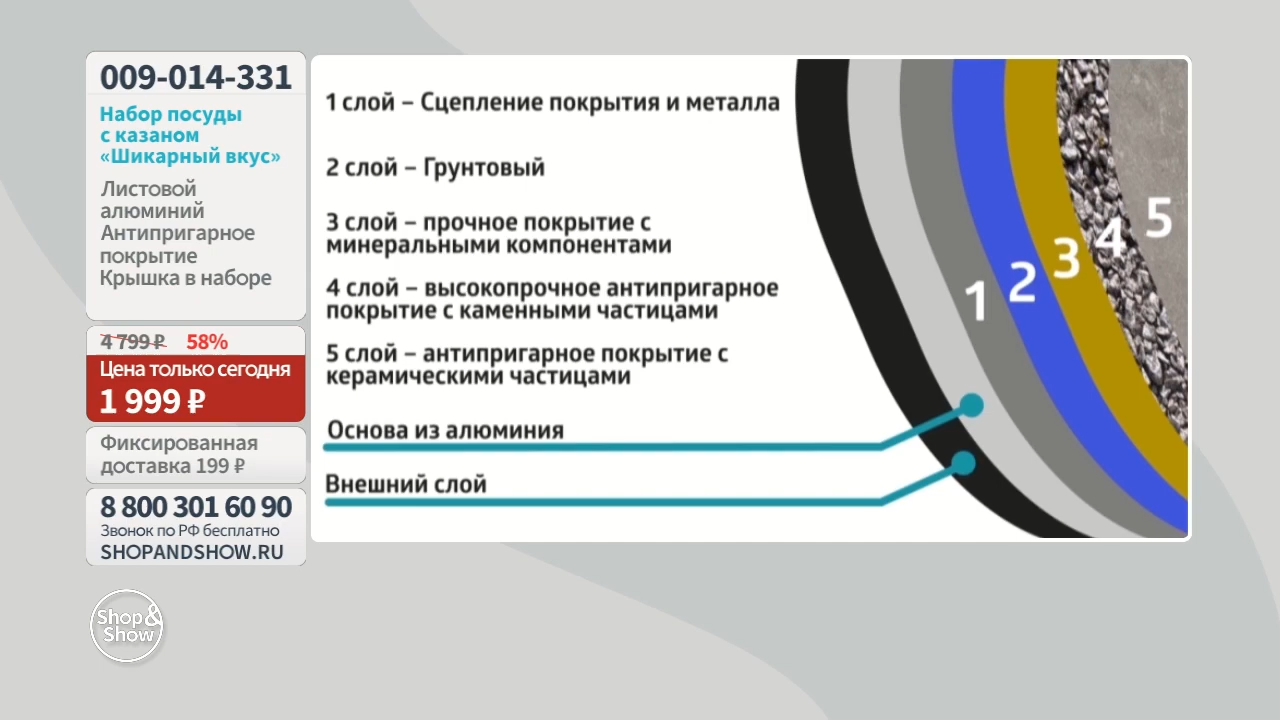 009-014-331
Набор посуды
с казаном
«Шикарный вкус»
Листовой
алюминий
Антипригарное
покрытие
Крышка в наборе
4 799 ₽ 58%
Цена только сегодня
1 999 ₽
Фиксированная
доставка 199 ₽
8 800 301 60 90
Звонок по РФ бесплатно
SHOPANDSHOW.RU
Shop&
Show
1 слой – Сцепление покрытия и металла
2 слой – Грунтовый
3 слой – прочное покрытие с
минеральными компонентами
4 слой – высокопрочное антипригарное
покрытие с каменными частицами
5 слой – антипригарное покрытие с
керамическими частицами
Основа из алюминия
Внешний слой
1
2
3
4
5